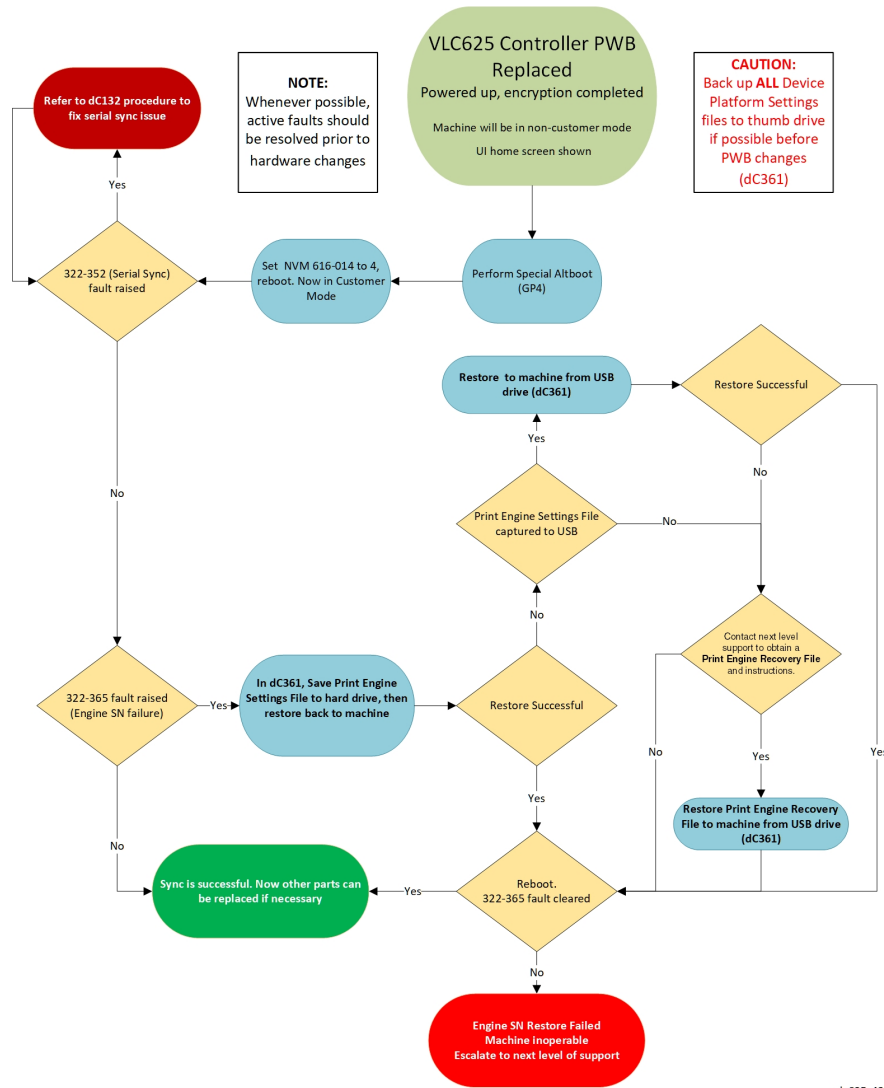 VLC625 Controller PWB
Replaced
Powered up, encryption completed
Machine will be in non-customer mode
UI home screen shown
NOTE:
Whenever possible,
active faults should
be resolved prior to
hardware changes
CAUTION:
Back up ALL Device
Platform Settings
files to thumb drive
if possible before
PWB changes
(dC361)
Refer to dC132 procedure to
fix serial sync issue
Yes
322-352 (Serial Sync)
fault raised
Set NVM 616-014 to 4,
reboot. Now in Customer
Mode
Perform Special Altboot
(GP4)
Restore to machine from USB
drive (dC361)
Restore Successful
Yes
No
No
Print Engine Settings File
captured to USB
No
No
Contact next level
support to obtain a
Print Engine Recovery File
and instructions.
322-365 fault raised
(Engine SN failure)
Yes
In dC361, Save Print Engine
Settings File to hard drive, then
restore back to machine
Restore Successful
No
Yes
Yes
Yes
Restore Print Engine Recovery
File to machine from USB drive
(dC361)
No
Sync is successful. Now other parts can
be replaced if necessary
Yes
Reboot.
322-365 fault cleared
No
Engine SN Restore Failed
Machine inoperable
Escalate to next level of support